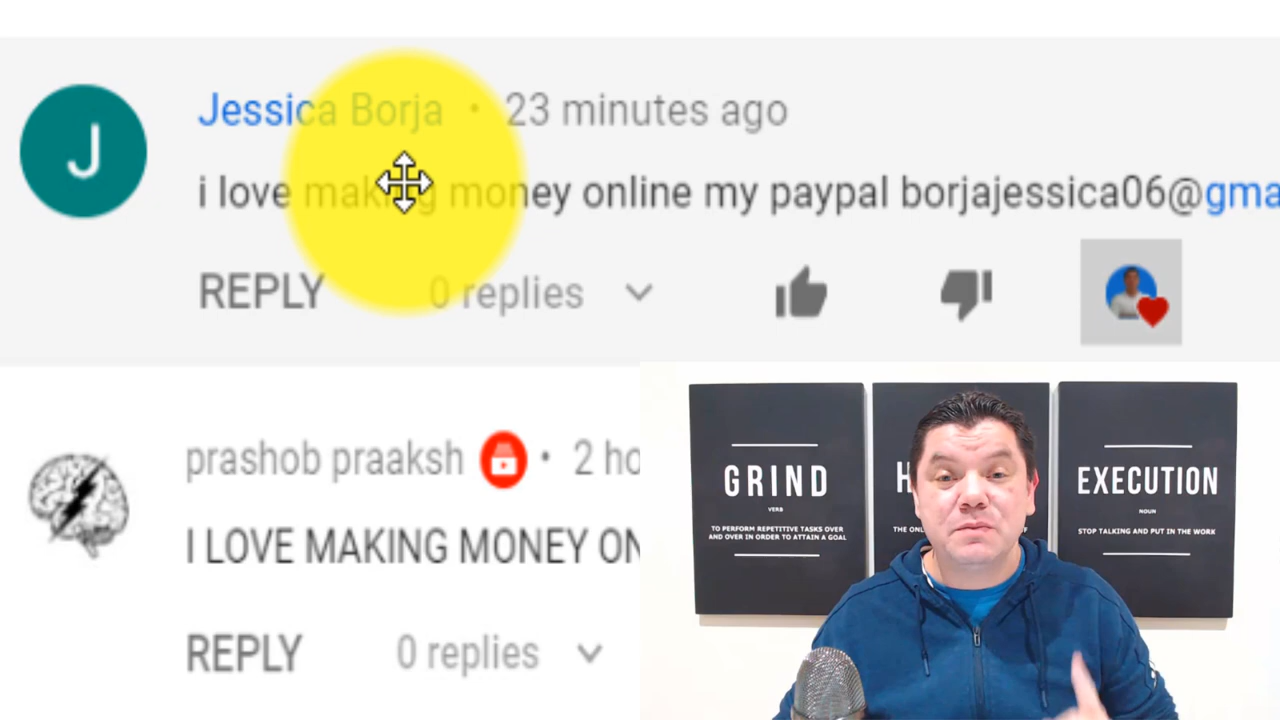 J
Jessica Borja • 23 minutes ago
i love making money online my paypal borjajessica06@gma
REPLY 0 replies
prashob praaksh • 2 ho
I LOVE MAKING MONEY ON
REPLY 0 replies
GRIND
VERB
TO PERFORM REPETITIVE TASKS OVER
AND OVER IN ORDER TO ATTAIN A GOAL
H
THE ONL
F
EXECUTION
NOUN
STOP TALKING AND PUT IN THE WORK